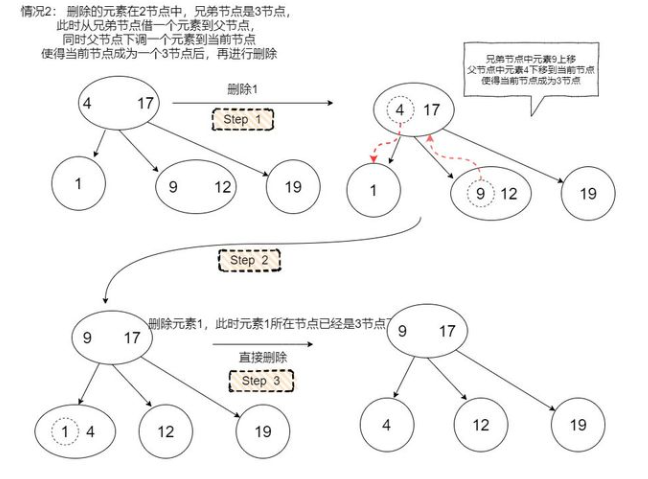 情况2： 删除的元素在2节点中，兄弟节点是3节点，
此时从兄弟节点借一个元素到父节点，
同时父节点下调一个元素到当前节点
使得当前节点成为一个3节点后，再进行删除
兄弟节点中元素9上移
父节点中元素4下移到当前节点
使得当前节点成为3节点
4 17
删除1
Step 1
4 17
1
9 12
19
1
9 12
19
Step 2
9 17
删除元素1，此时元素1所在节点已经是3节点
直接删除
Step 3
9 17
1 4
12
19
4
12
19